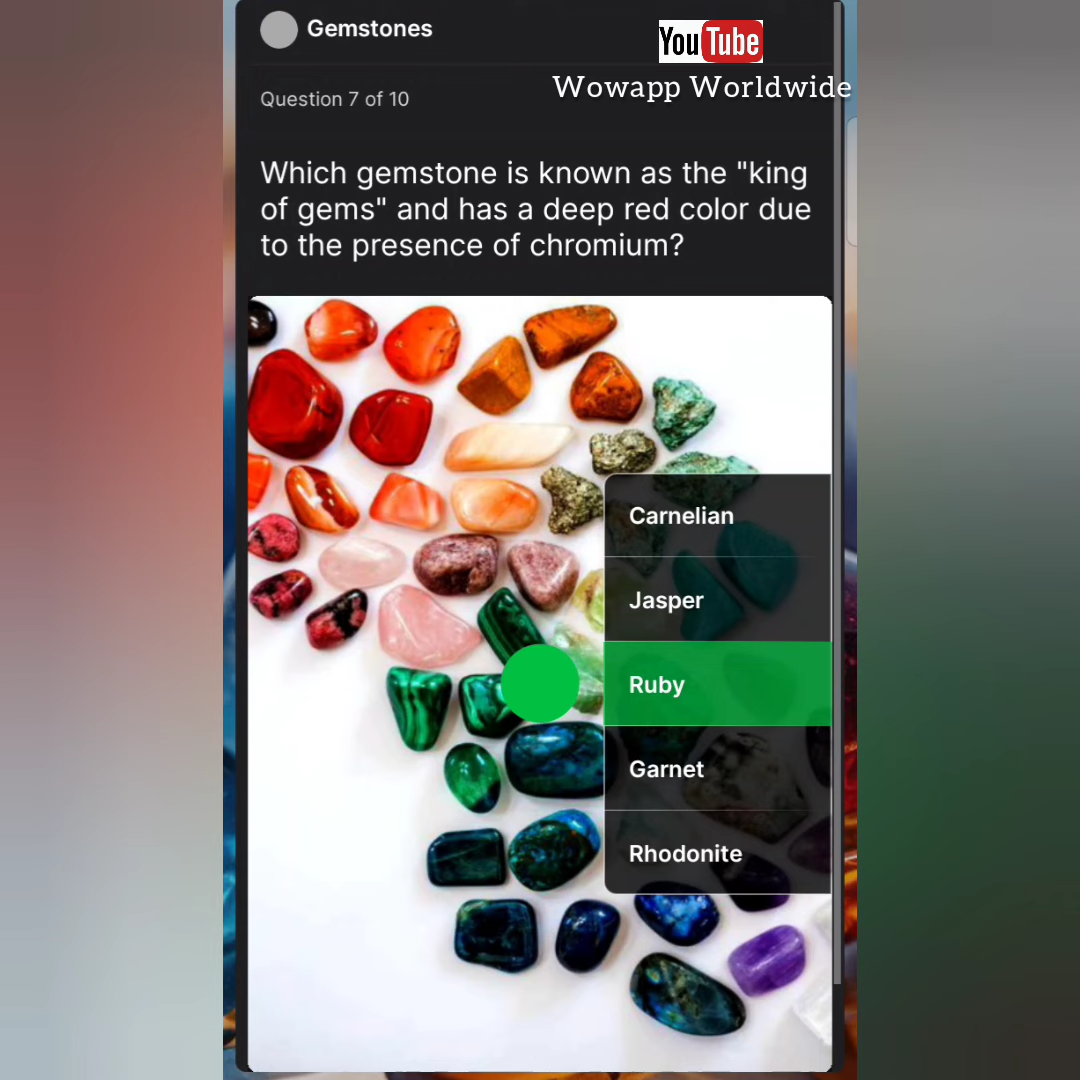 Gemstones
YouTube
Wowapp Worldwide
Question 7 of 10
Which gemstone is known as the "king
of gems" and has a deep red color due
to the presence of chromium?
Carnelian
Jasper
Ruby
Garnet
Rhodonite